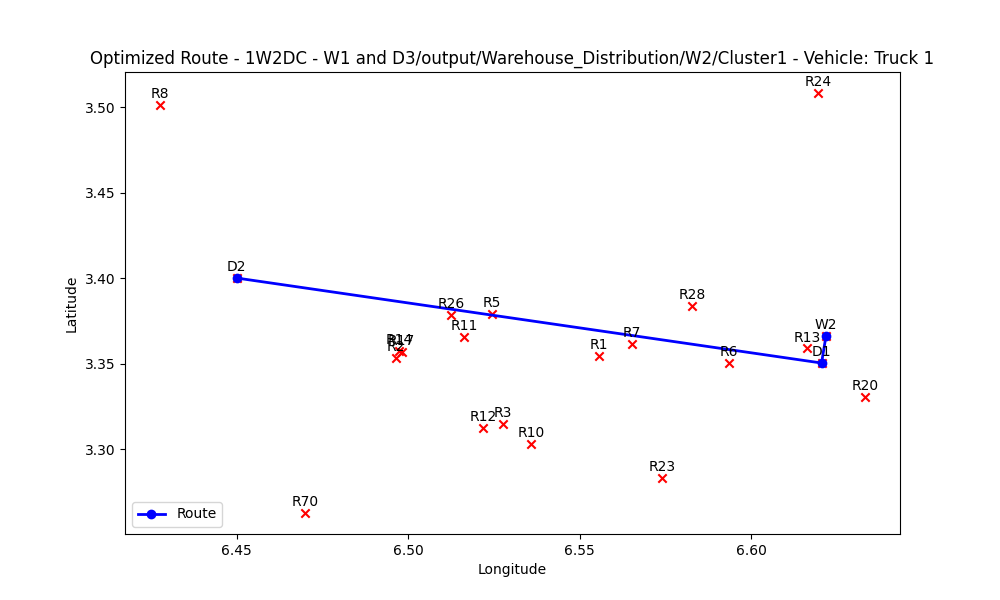 Optimized Route - 1W2DC - W1 and D3/output/Warehouse_Distribution/W2/Cluster1 - Vehicle: Truck 1
R24
R8
3.50
3.45
3.40
D2
R28
R26
R5
W2
R11
R7
R13
R1
R6
D1
3.35
R20
R12
R3
R10
3.30
R23
R70
Route
Latitude
6.45
6.50
6.55
6.60
Longitude